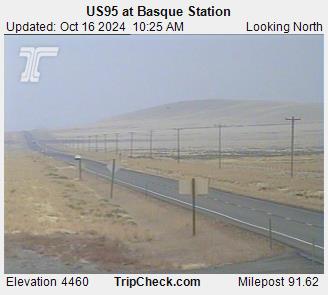 US95 at Basque Station
Updated: Oct 16 2024 10:25 AM Looking North
Elevation 4460 TripCheck.com Milepost 91.62